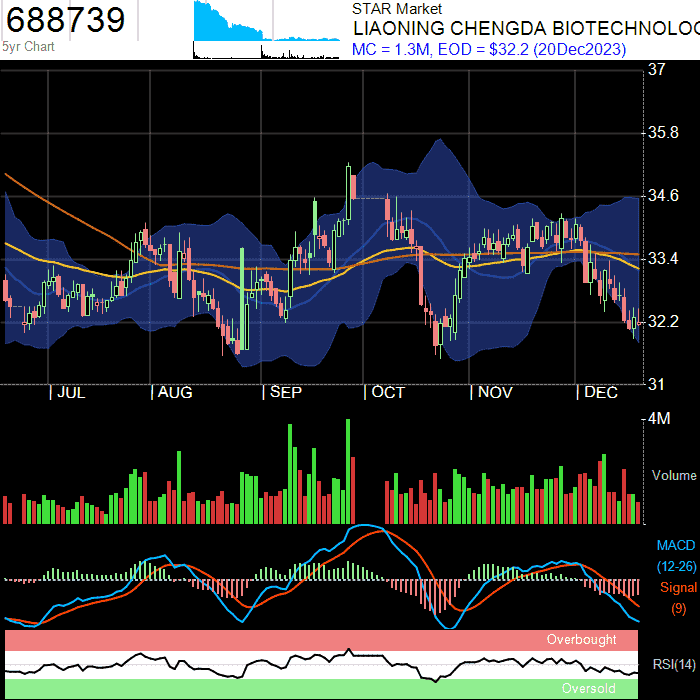 688739
5yr Chart
STAR Market
LIAONING CHENGDA BIOTECHNOLOG
MC = 1.3M, EOD = $32.2 (20Dec2023)
37
35.8
34.6
33.4
32.2
31
JUL AUG SEP OCT NOV DEC
4M
Volume
MACD
(12-26)
Signal
(9)
Overbought
RSI(14)
Oversold